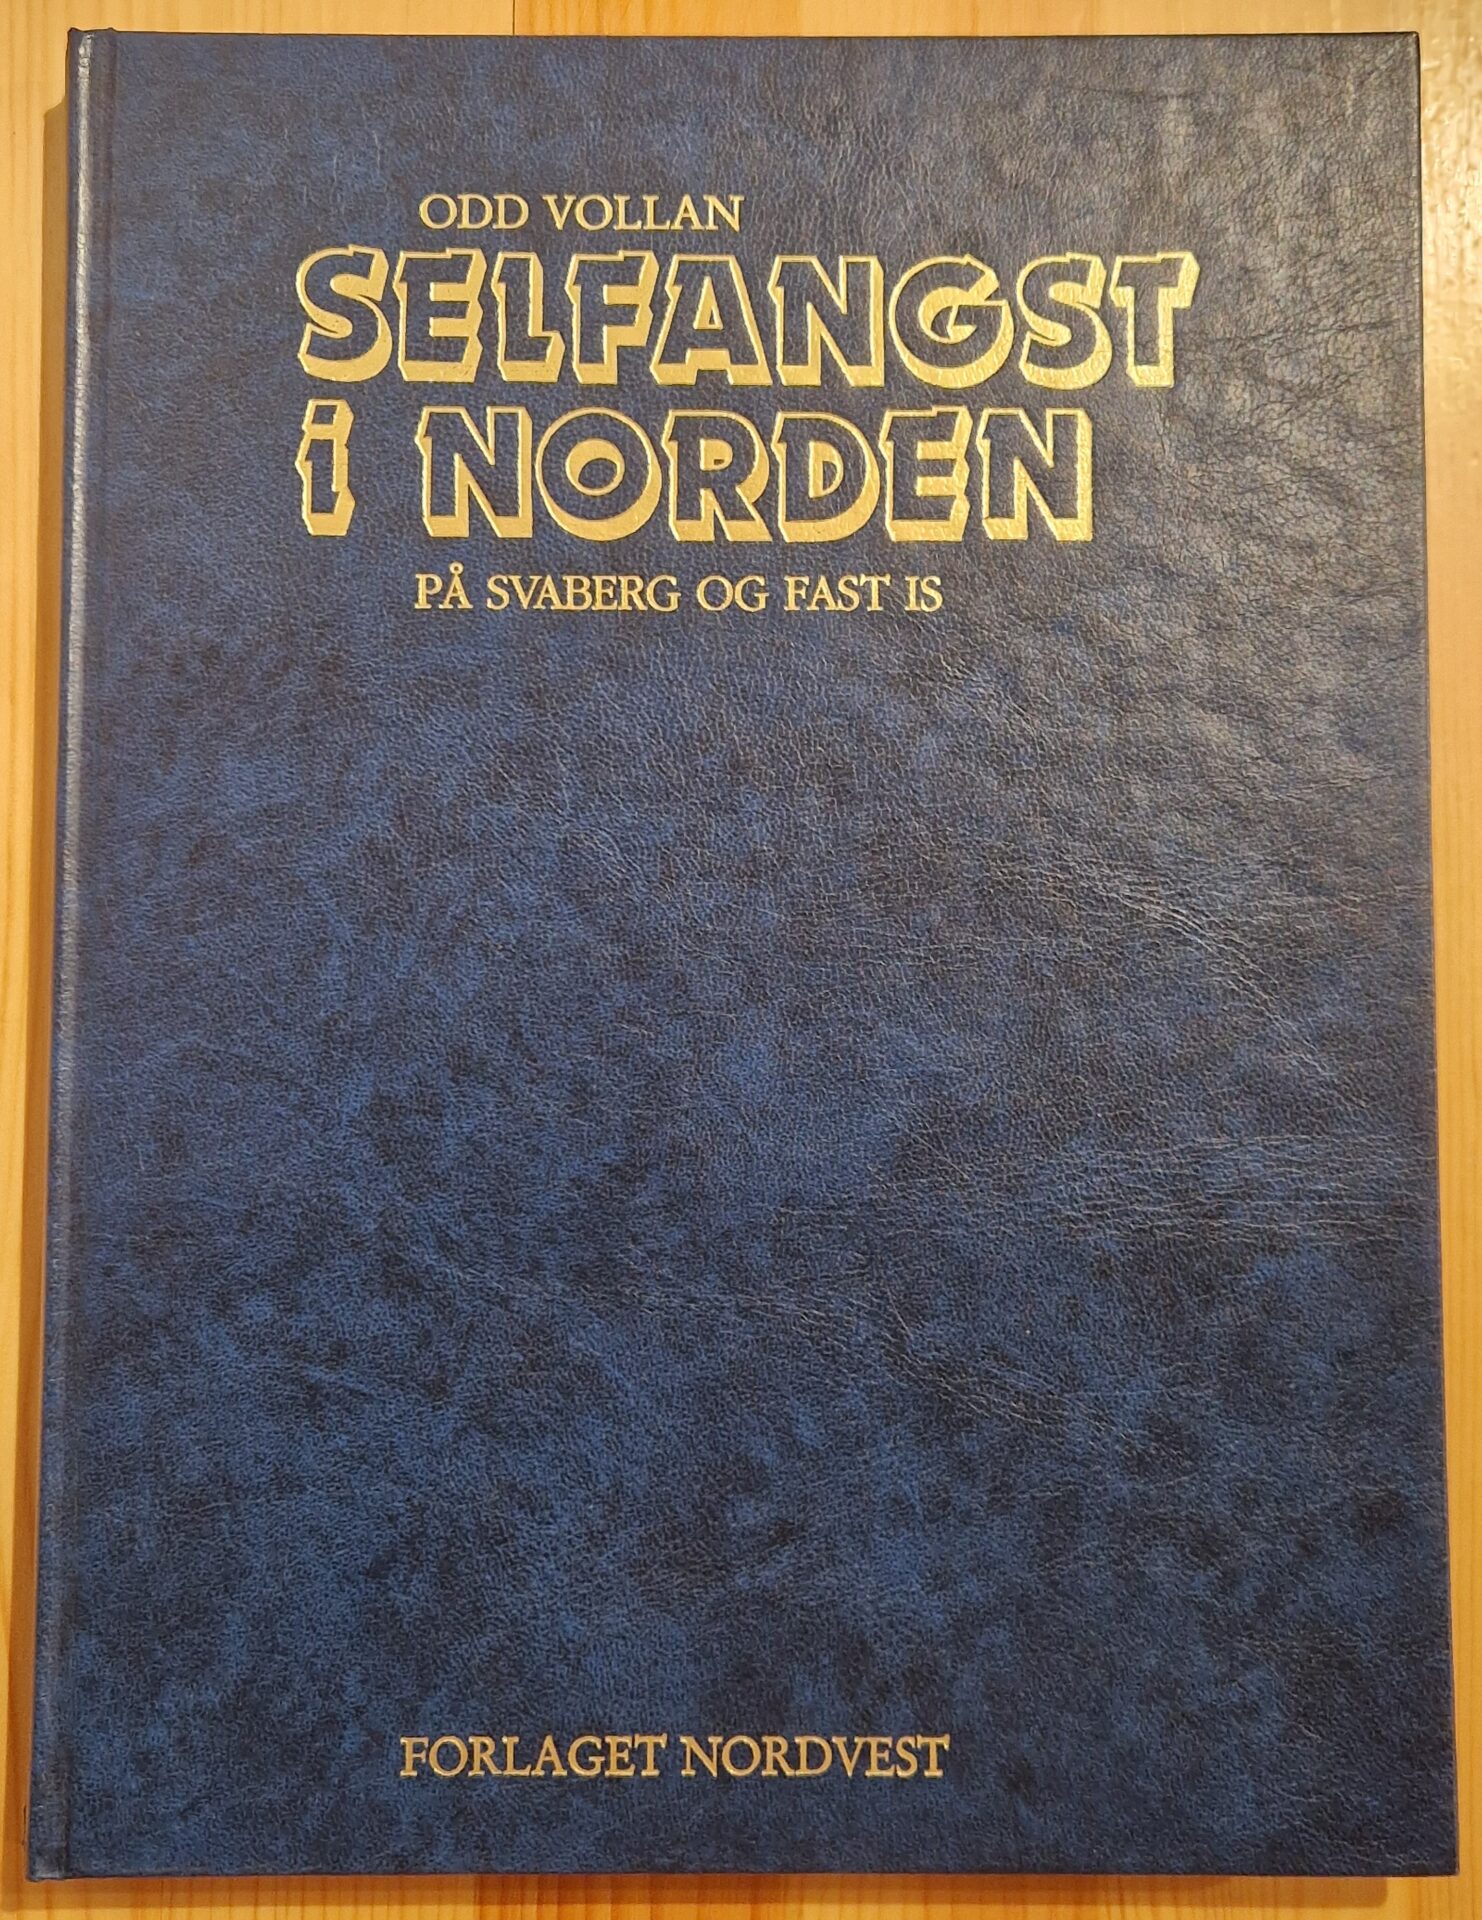 ODD VOLLAN
SELFANGST
i NORDEN
PÅ SVABERG OG FAST IS
FORLAGET NORDVEST